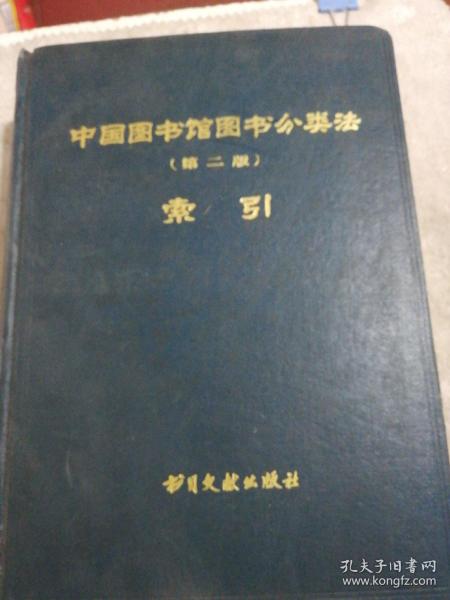 中国图书馆图书分类法
（第二版）
索引
书目文献出版社
孔夫子旧书网
www.kongfz.com